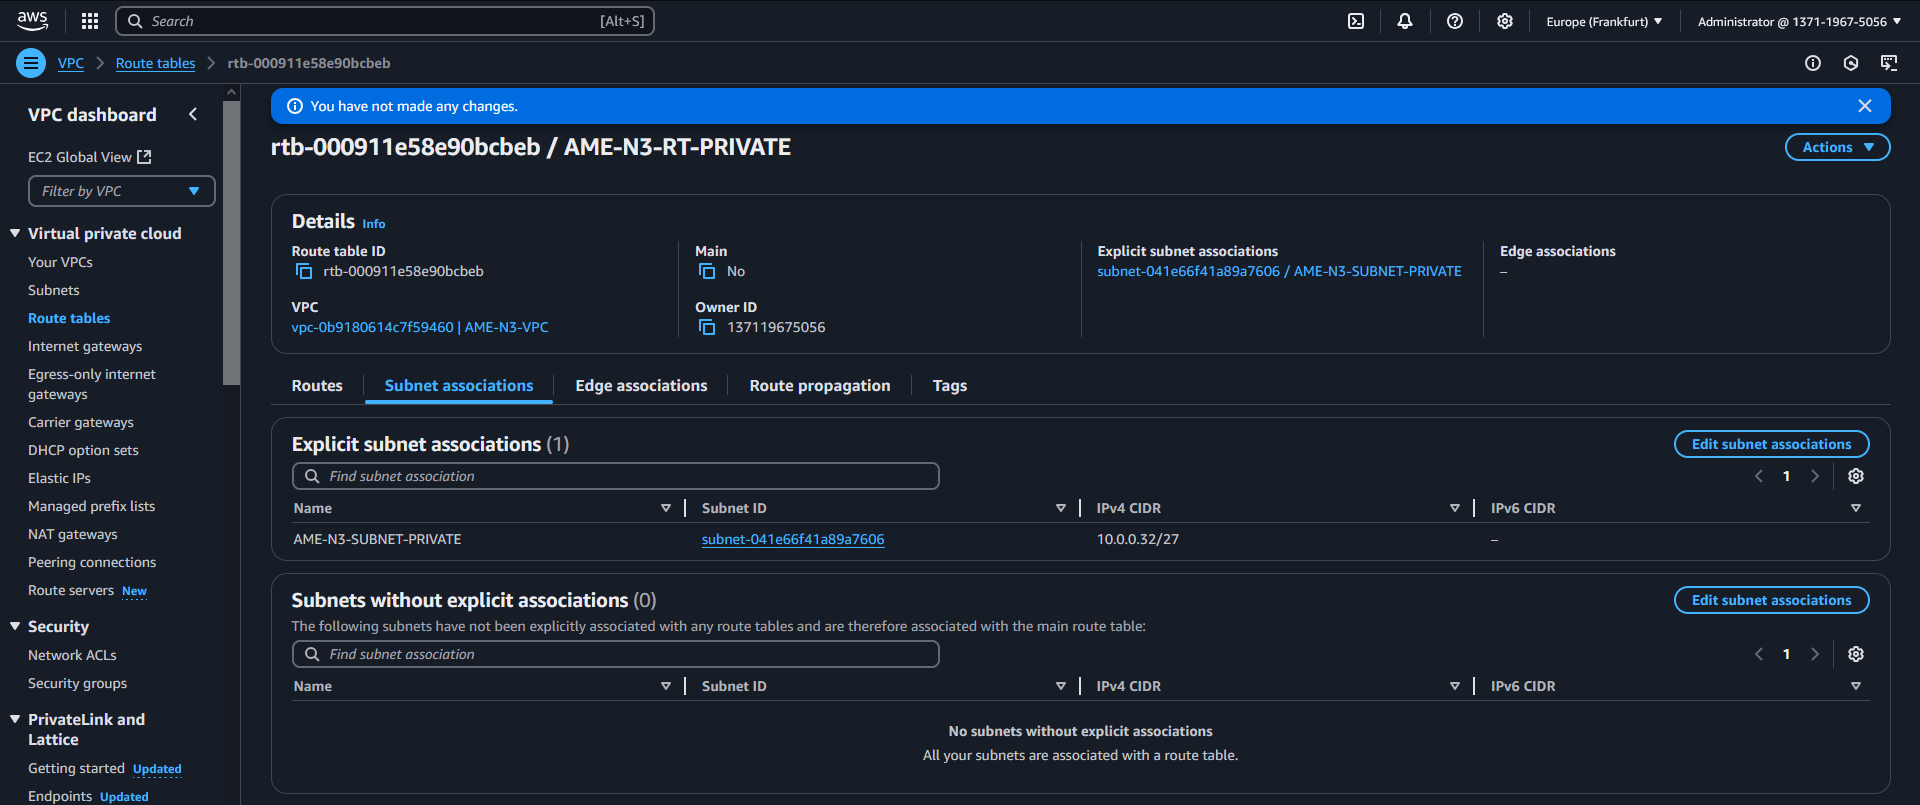 aws
Search [Alt+S]
Europe (Frankfurt)
Administrator @ 1371-1967-5056
VPC
Route tables
rtb-000911e58e90bcbeb
VPC dashboard
EC2 Global View
Filter by VPC
Virtual private cloud
Your VPCs
Subnets
Route tables
Internet gateways
Egress-only internet
gateways
Carrier gateways
DHCP option sets
Elastic IPs
Managed prefix lists
NAT gateways
Peering connections
Route servers New
Security
Network ACLs
Security groups
PrivateLink and
Lattice
Getting started Updated
Endpoints Updated
You have not made any changes.
rtb-000911e58e90bcbeb / AME-N3-RT-PRIVATE
Actions
Details Info
Route table ID
rtb-000911e58e90bcbeb
Main
No
Explicit subnet associations
subnet-041e66f41a89a7606 / AME-N3-SUBNET-PRIVATE
Edge associations
–
VPC
vpc-0b9180614c7f59460 | AME-N3-VPC
Owner ID
137119675056
Routes
Subnet associations
Edge associations
Route propagation
Tags
Explicit subnet associations (1)
Edit subnet associations
Find subnet association
1
Name Subnet ID IPv4 CIDR IPv6 CIDR
AME-N3-SUBNET-PRIVATE subnet-041e66f41a89a7606 10.0.0.32/27 –
Subnets without explicit associations (0)
Edit subnet associations
The following subnets have not been explicitly associated with any route tables and are therefore associated with the main route table:
Find subnet association
1
Name Subnet ID IPv4 CIDR IPv6 CIDR
No subnets without explicit associations
All your subnets are associated with a route table.